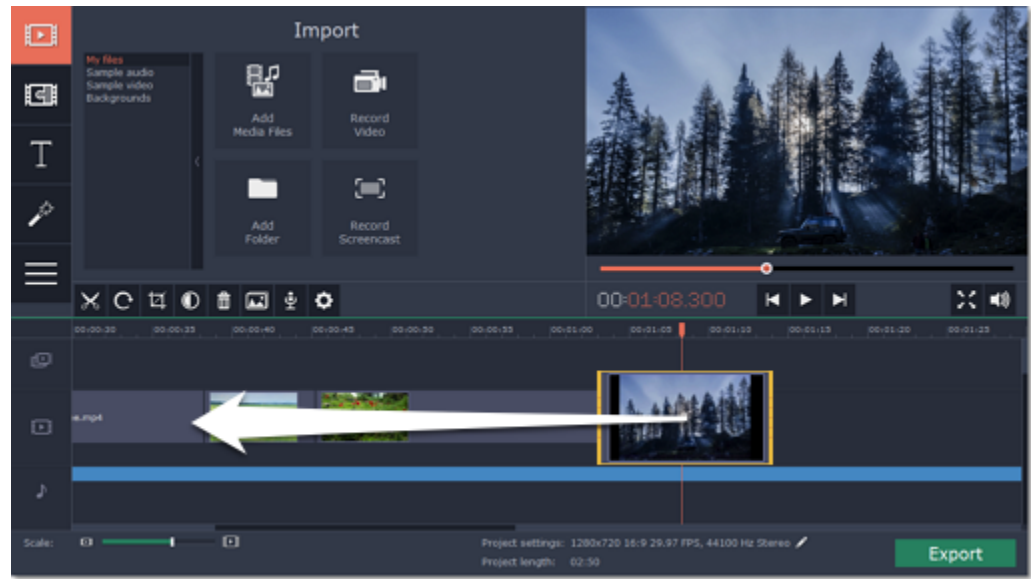 Import
My files
Sample audio
Sample video
Backgrounds
Add
Media Files
Record
Video
Add
Folder
Record
Screencast
00:01:08.300
00:00:30 00:00:35 00:00:40 00:00:45 00:00:50 00:00:55 00:01:00 00:01:05 00:01:10 00:01:15 00:01:20 00:01:25
e.mp4
Scale:
Project settings: 1280x720 16:9 29.97 FPS, 44100 Hz Stereo
Project length: 02:50
Export